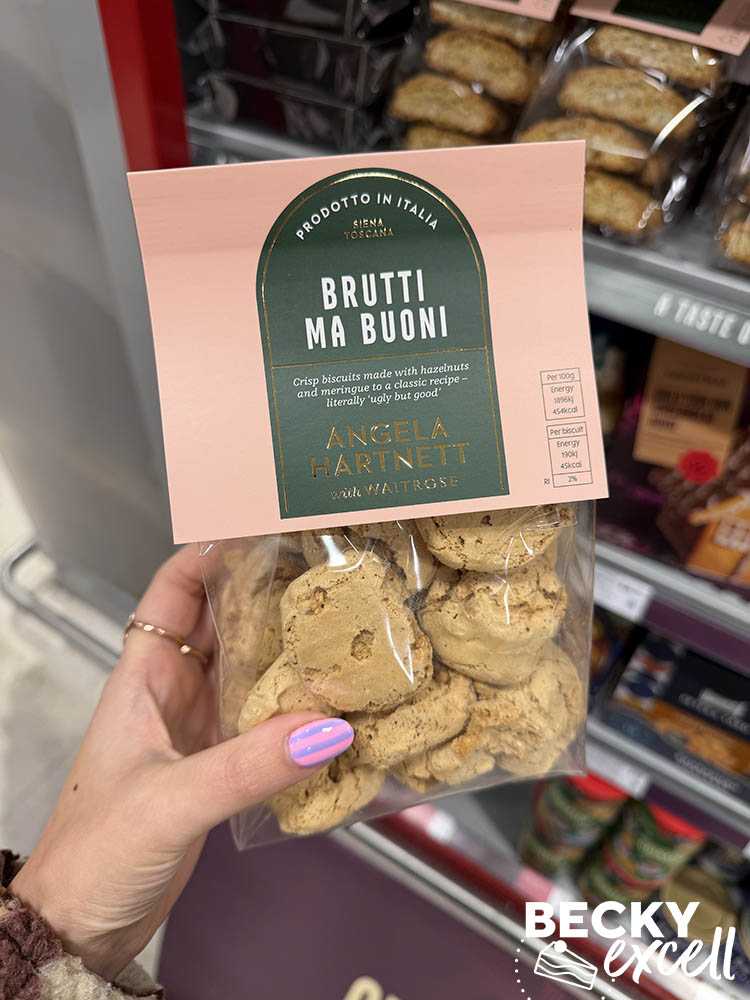 PRODOTTO IN ITALIA
SIENA
TOSCANA
BRUTTI
MA BUONI
Crisp biscuits made with hazelnuts
and meringue to a classic recipe –
literally ‘ugly but good’
ANGELA
HARTNETT
with WAITROSE
Per 100g
Energy
1896kJ
454kcal
Per biscuit
Energy
190kJ
45kcal
RI 2%
A TASTE
BECKY
excell